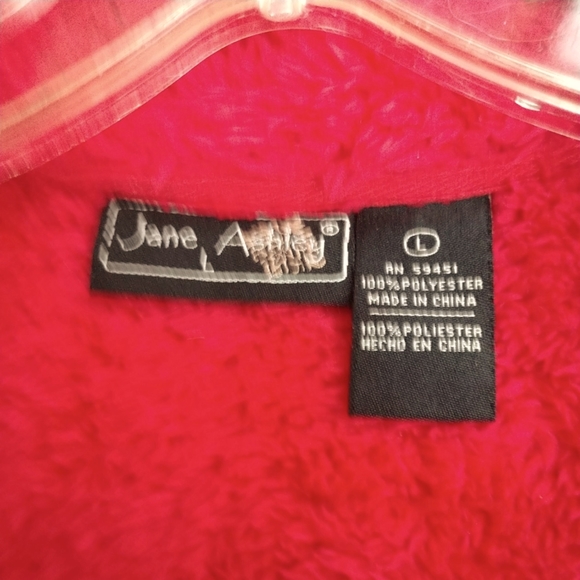 Jane Ashley®
L
RN 59451
100%POLYESTER
MADE IN CHINA
100%POLIESTER
HECHO EN CHINA